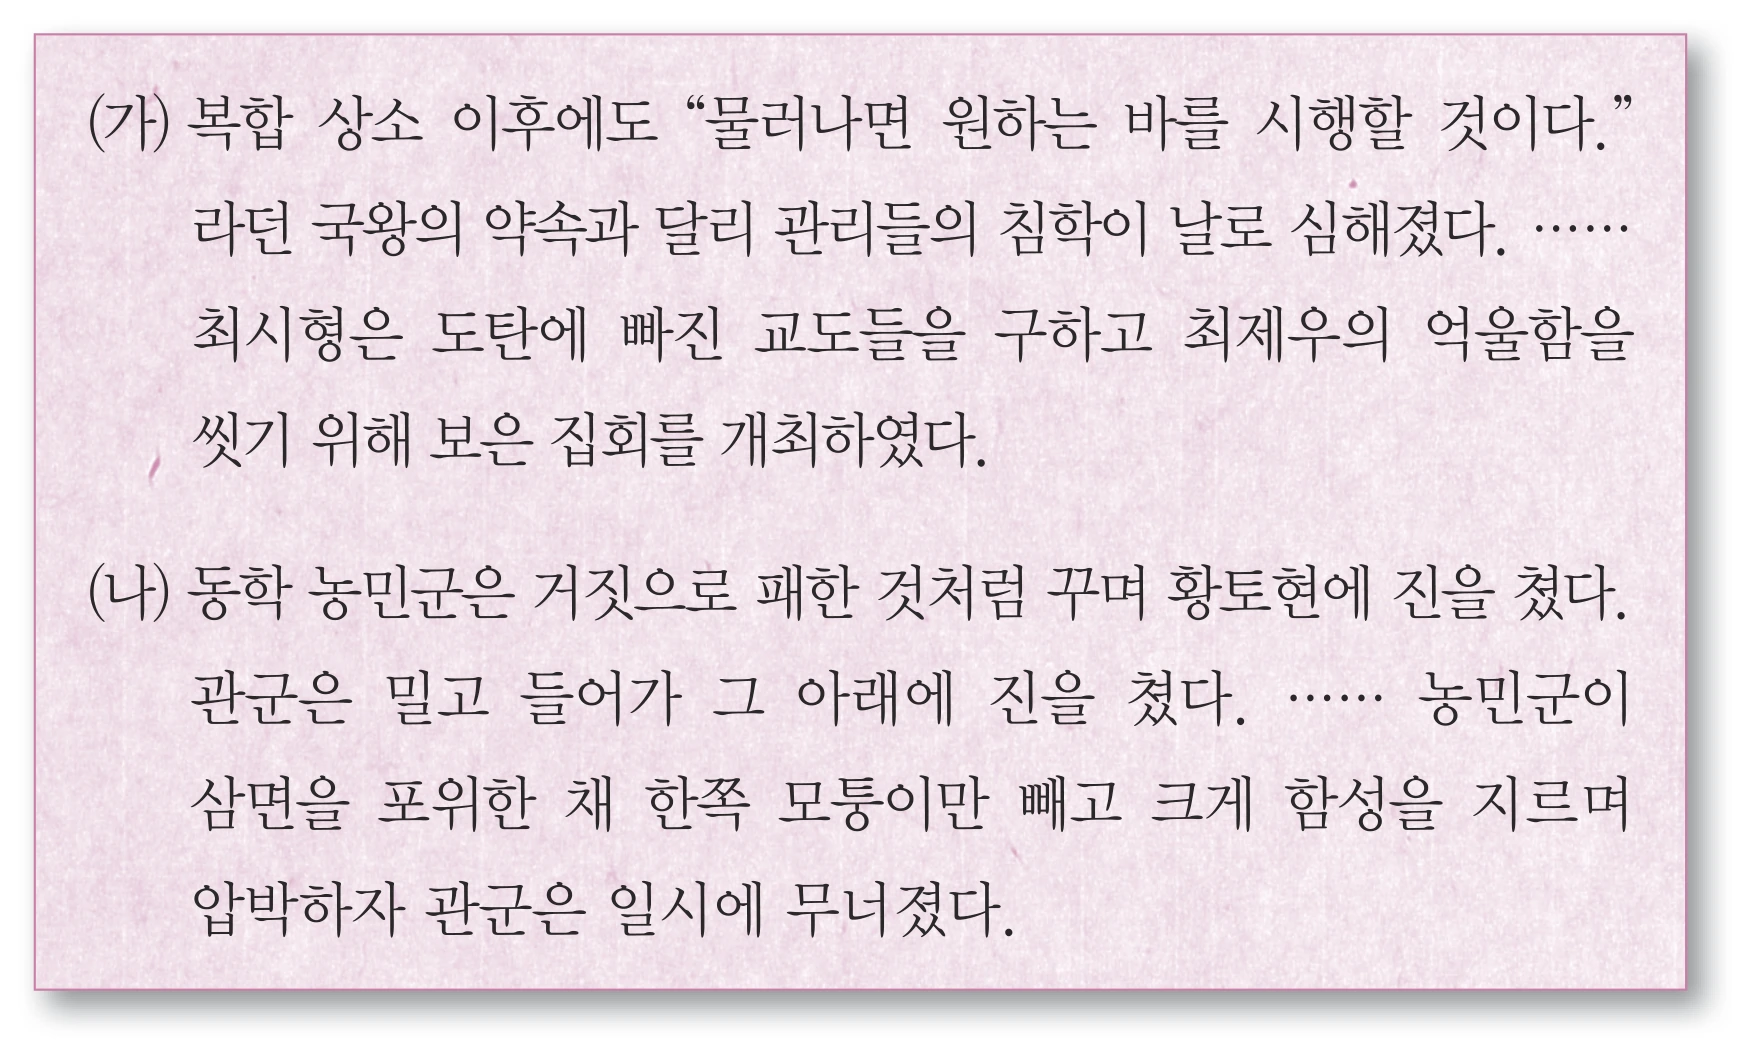 (가) 복합 상소 이후에도 “물러나면 원하는 바를 시행할 것이다.”
라던 국왕의 약속과 달리 관리들의 침학이 날로 심해졌다. ……
최시형은 도탄에 빠진 교도들을 구하고 최제우의 억울함을
씻기 위해 보은 집회를 개최하였다.
(나) 동학 농민군은 거짓으로 패한 것처럼 꾸며 황토현에 진을 쳤다.
관군은 밀고 들어가 그 아래에 진을 쳤다. …… 농민군이
삼면을 포위한 채 한쪽 모퉁이만 빼고 크게 함성을 지르며
압박하자 관군은 일시에 무너졌다.